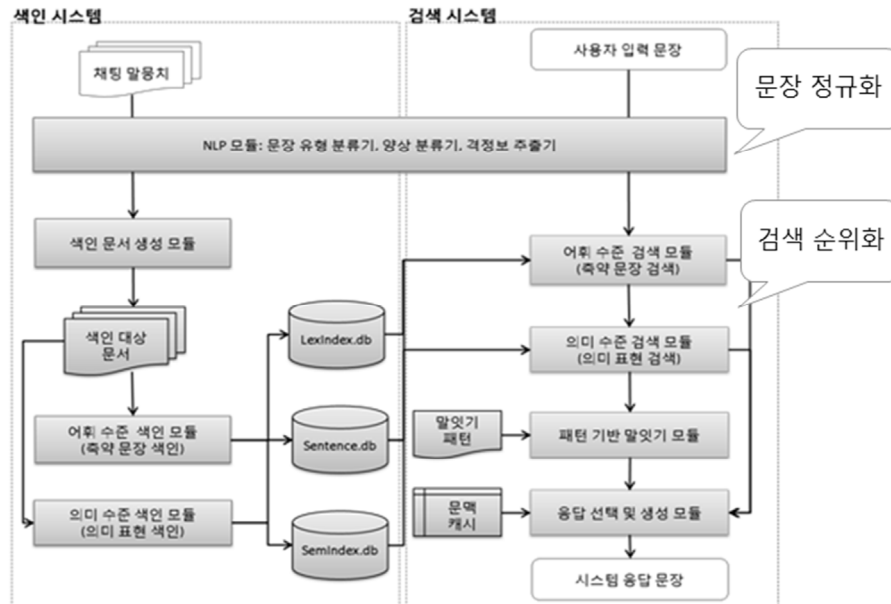 색인 시스템
검색 시스템
채팅 말뭉치
사용자 입력 문장
문장 정규화
NLP 모듈: 문장 유형 분류기, 양상 분류기, 격정보 추출기
색인 문서 생성 모듈
검색 순위화
어휘 수준 검색 모듈
(축약 문장 검색)
색인 대상
문서
LexIndex.db
의미 수준 검색 모듈
(의미 표현 검색)
어휘 수준 색인 모듈
(축약 문장 색인)
Sentence.db
말잇기
패턴
패턴 기반 말잇기 모듈
의미 수준 색인 모듈
(의미 표현 색인)
SemIndex.db
문맥
캐시
응답 선택 및 생성 모듈
시스템 응답 문장